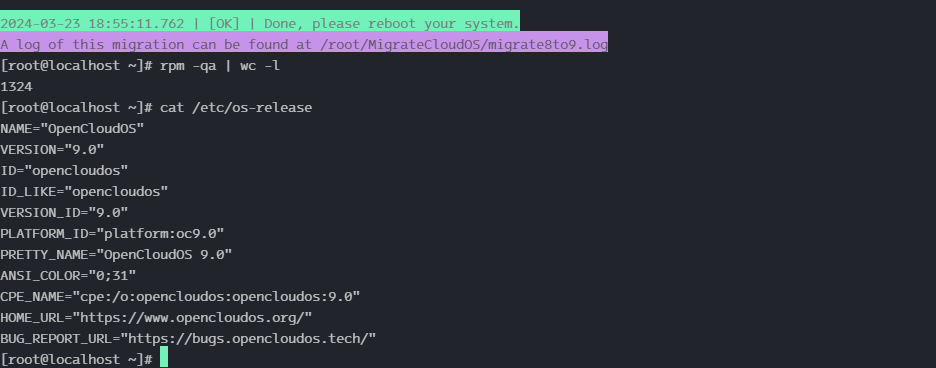 2024-03-23 18:55:11.762 | [OK] | Done, please reboot your system.
A log of this migration can be found at /root/MigrateCloudOS/migrate8to9.log
[root@localhost ~]# rpm -qa | wc -l
1324
[root@localhost ~]# cat /etc/os-release
NAME="OpenCloudOS"
VERSION="9.0"
ID="opencloudos"
ID_LIKE="opencloudos"
VERSION_ID="9.0"
PLATFORM_ID="platform:oc9.0"
PRETTY_NAME="OpenCloudOS 9.0"
ANSI_COLOR="0;31"
CPE_NAME="cpe:/o:opencloudos:opencloudos:9.0"
HOME_URL="https://www.opencloudos.org/"
BUG_REPORT_URL="https://bugs.opencloudos.tech/"
[root@localhost ~]#